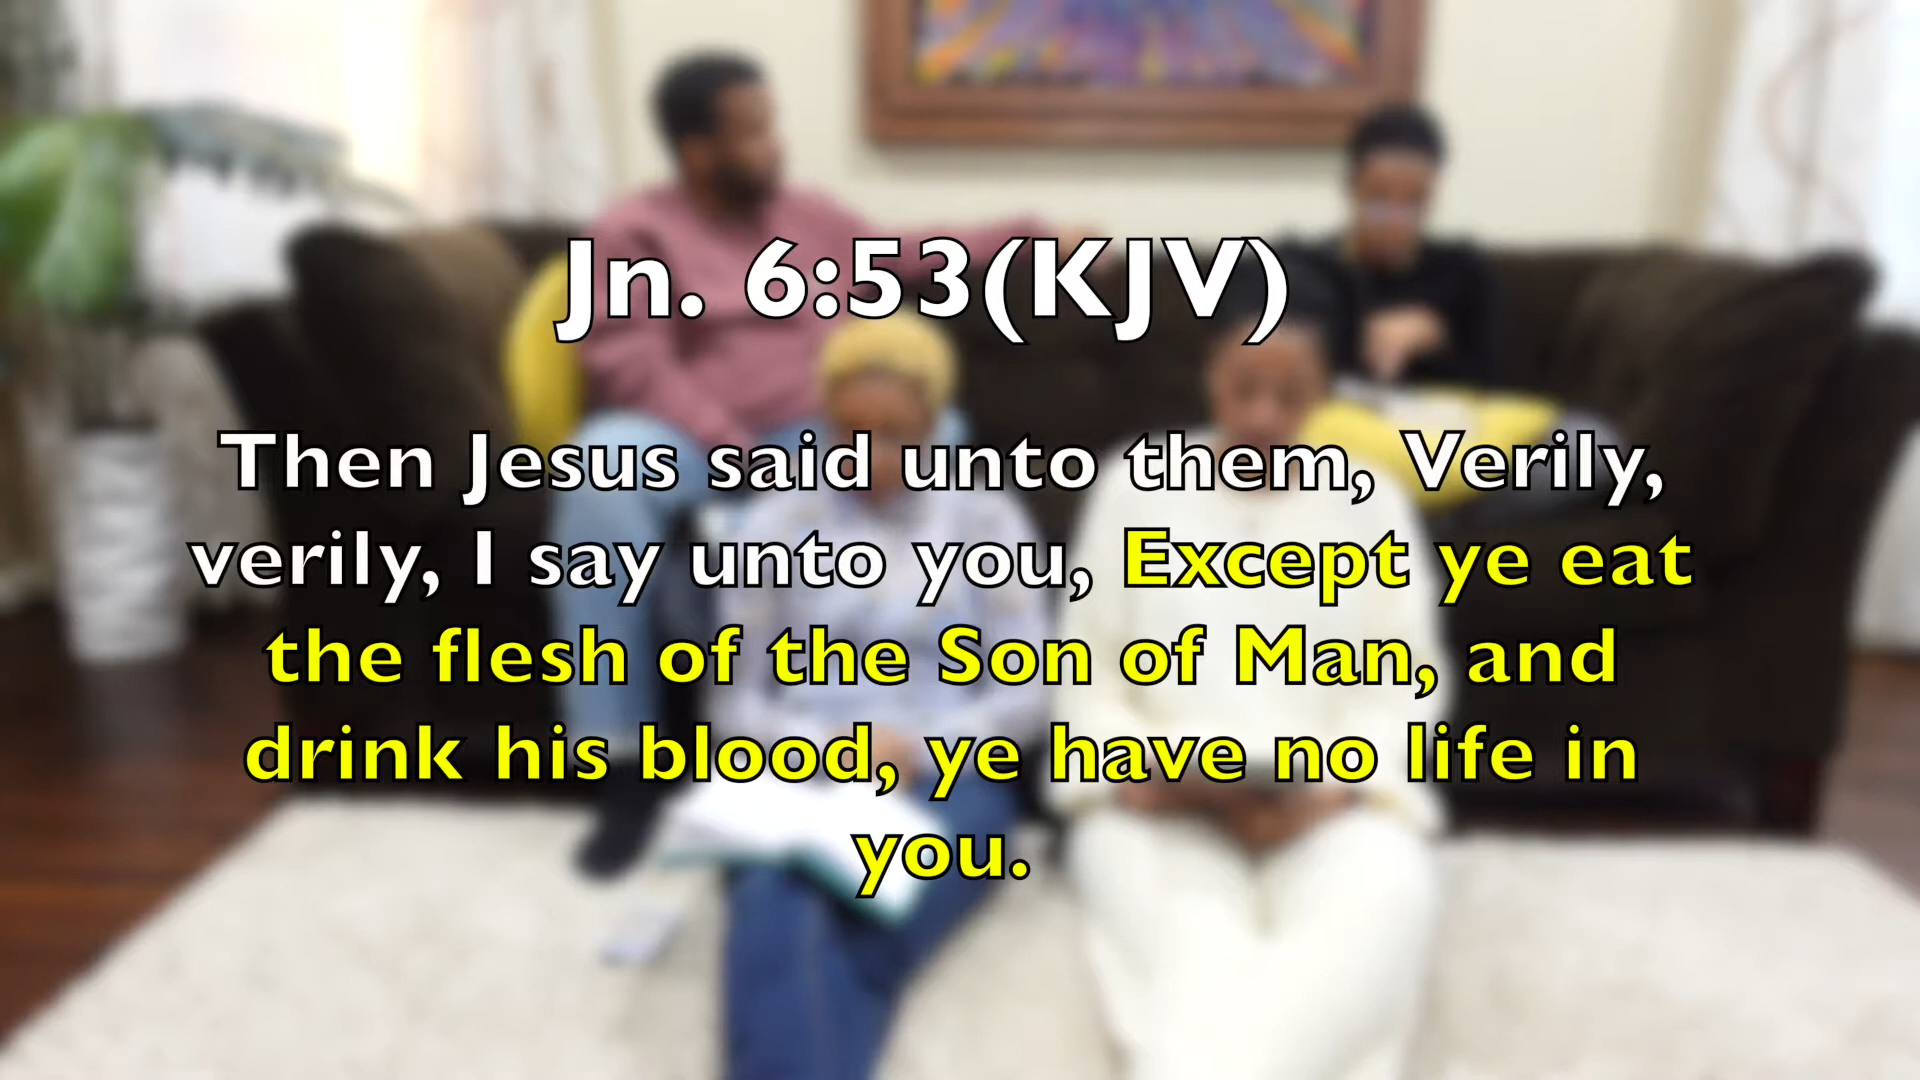 Jn. 6:53(KJV)
Then Jesus said unto them, Verily,
verily, I say unto you, Except ye eat
the flesh of the Son of Man, and
drink his blood, ye have no life in
you.